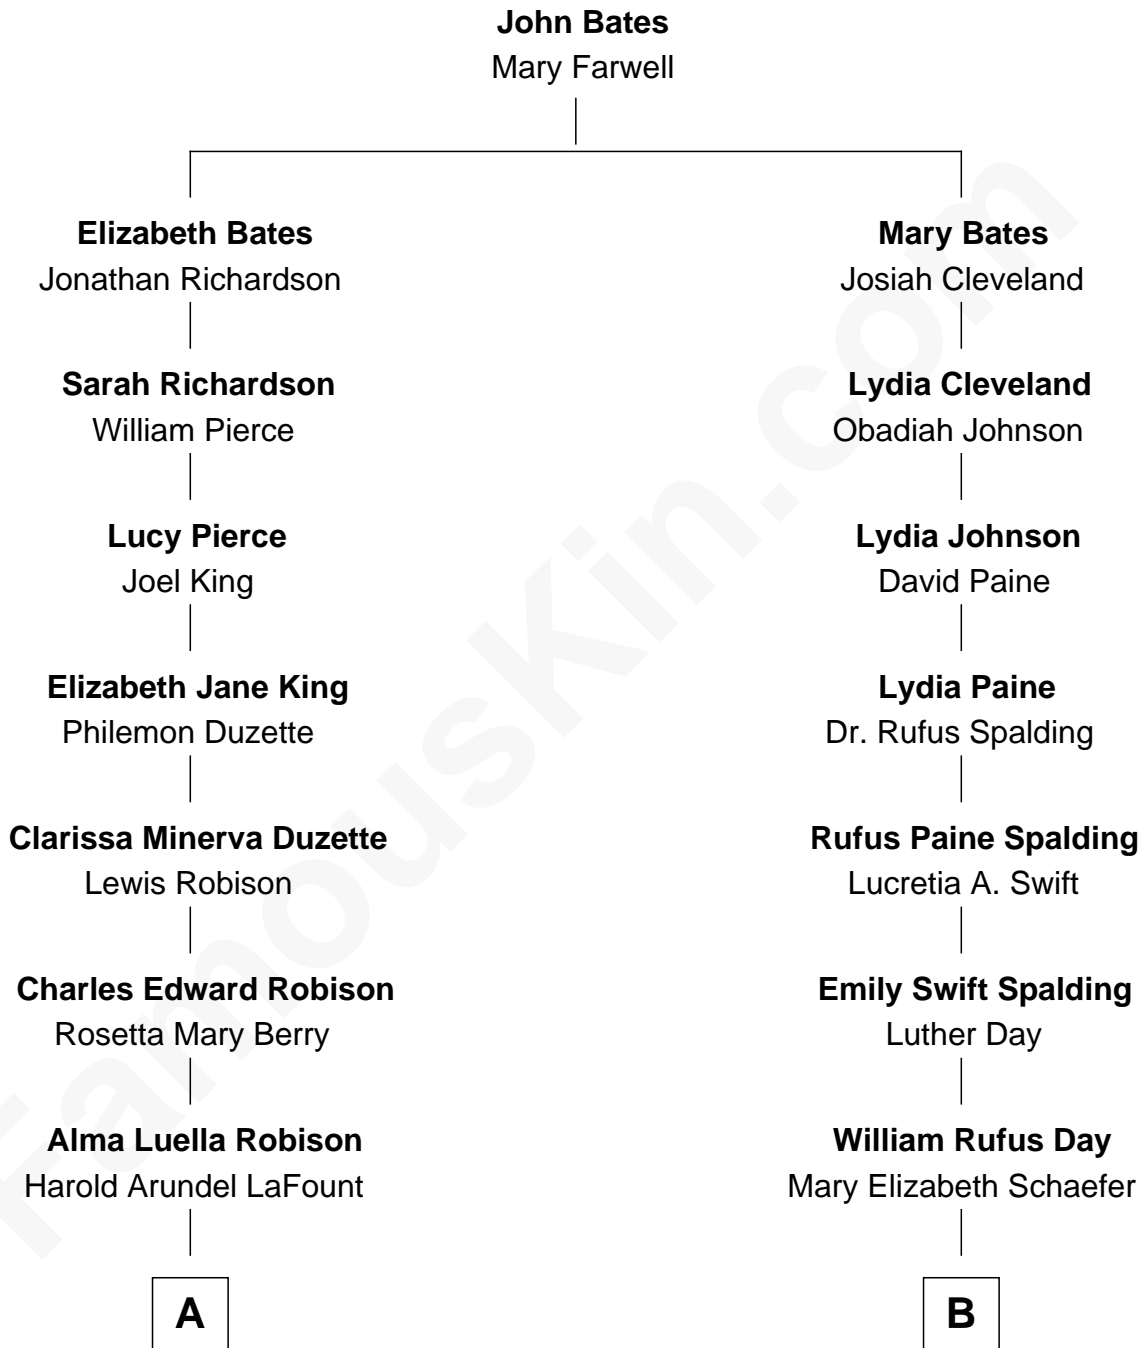 John Bates
Mary Farwell
Elizabeth Bates
Jonathan Richardson
Mary Bates
Josiah Cleveland
Sarah Richardson
William Pierce
Lydia Cleveland
Obadiah Johnson
Lucy Pierce
Joel King
Lydia Johnson
David Paine
Elizabeth Jane King
Philemon Duzette
Lydia Paine
Dr. Rufus Spalding
Clarissa Minerva Duzette
Lewis Robison
Rufus Paine Spalding
Lucretia A. Swift
Charles Edward Robison
Rosetta Mary Berry
Emily Swift Spalding
Luther Day
Alma Luella Robison
Harold Arundel LaFount
William Rufus Day
Mary Elizabeth Schaefer
A
B
FamousKin.com